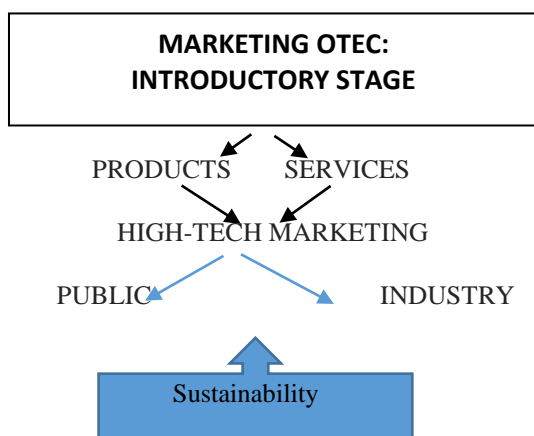 MARKETING OTEC:
INTRODUCTORY STAGE
PRODUCTS SERVICES
HIGH-TECH MARKETING
PUBLIC INDUSTRY
Sustainability